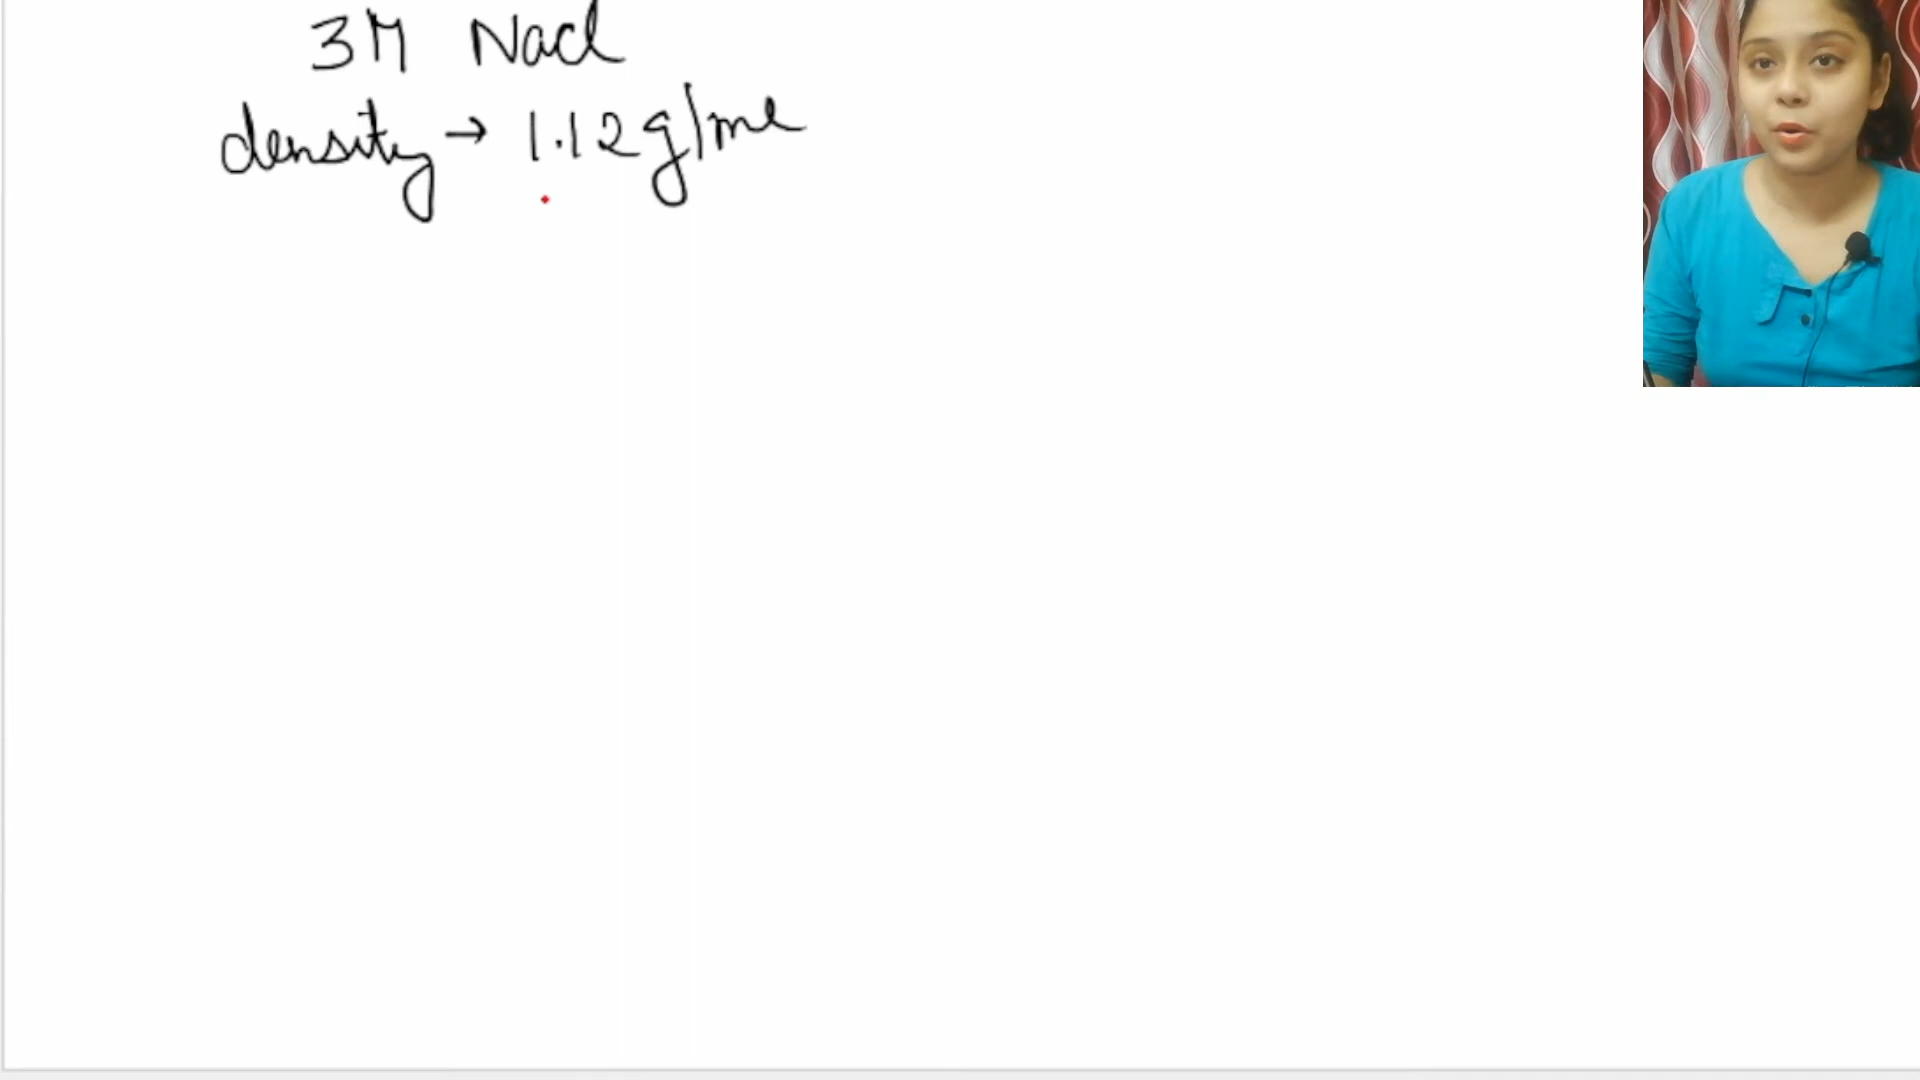 3M Nacl
density → 1.12 g/ml